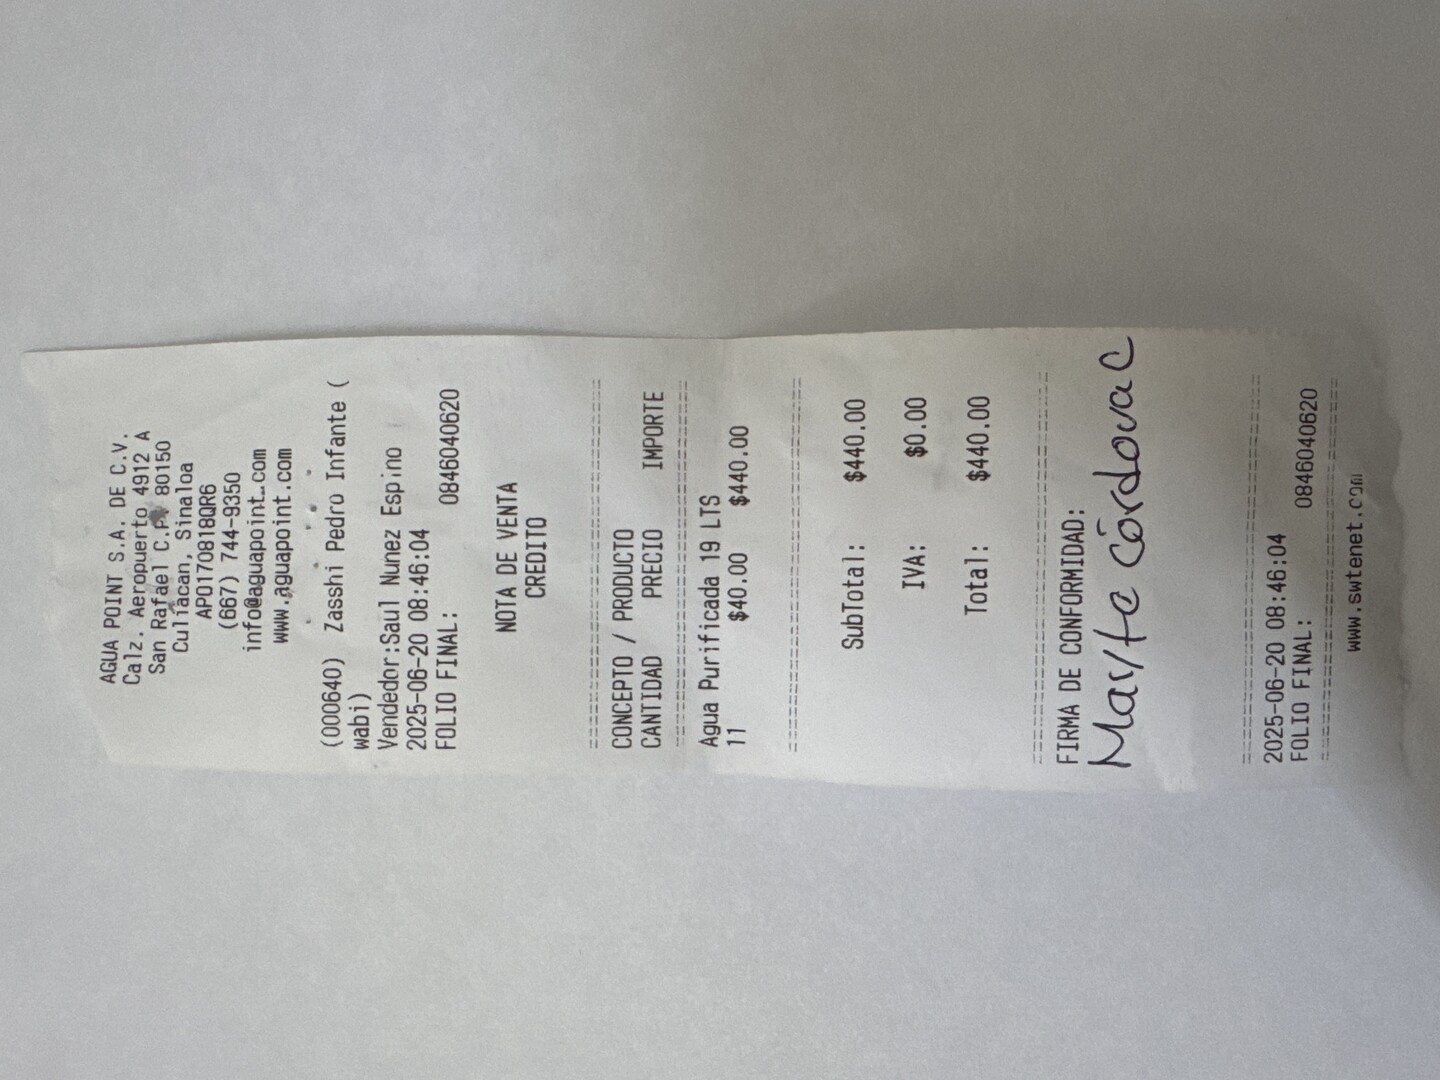 AGUA POINT S.A. DE C.V.
Calz. Aeropuerto 4912 A
San Rafael C.P. 80150
Culiacan, Sinaloa
APO170818QR6
(667) 744-9350
info@aguapoint.com
www.aguapoint.com
(000640) Zasshi Pedro Infante (
wabi)
Vendedor:Saul Nunez Espino
2025-06-20 08:46:04
FOLIO FINAL: 0846040620
NOTA DE VENTA
CREDITO
CONCEPTO / PRODUCTO
CANTIDAD PRECIO IMPORTE
Agua Purificada 19 LTS
11 $40.00 $440.00
SubTotal: $440.00
IVA: $0.00
Total: $440.00
FIRMA DE CONFORMIDAD:
Mayte Córdova C
2025-06-20 08:46:04
FOLIO FINAL: 0846040620
www.swtenet.com